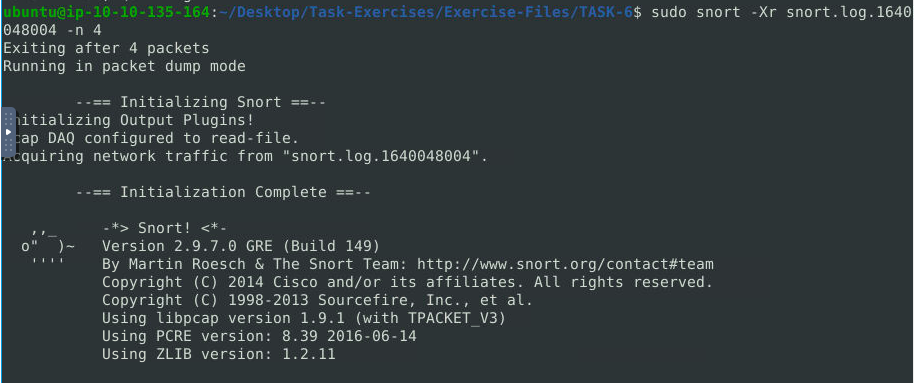 ubuntu@ip-10-10-135-164:~/Desktop/Task-Exercises/Exercise-Files/TASK-6$ sudo snort -Xr snort.log.1640
048004 -n 4
Exiting after 4 packets
Running in packet dump mode
--== Initializing Snort ==--
nitializing Output Plugins!
cap DAQ configured to read-file.
cquiring network traffic from "snort.log.1640048004".
--== Initialization Complete ==--
,,_ -*> Snort! <*-
o" )~ Version 2.9.7.0 GRE (Build 149)
'''' By Martin Roesch & The Snort Team: http://www.snort.org/contact#team
Copyright (C) 2014 Cisco and/or its affiliates. All rights reserved.
Copyright (C) 1998-2013 Sourcefire, Inc., et al.
Using libpcap version 1.9.1 (with TPACKET_V3)
Using PCRE version: 8.39 2016-06-14
Using ZLIB version: 1.2.11